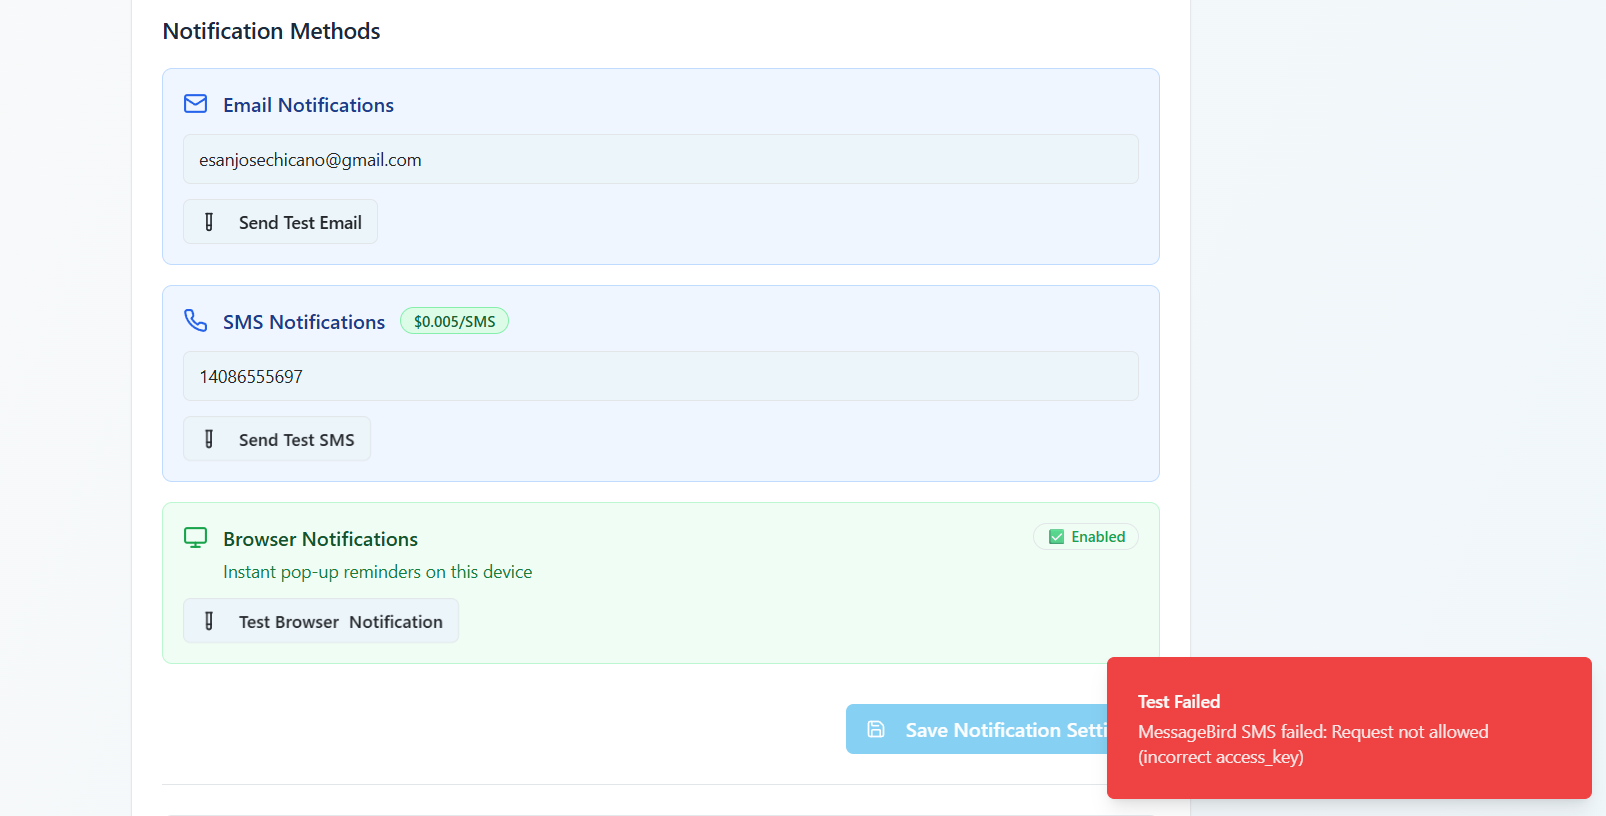 Notification Methods
Email Notifications
esanjosechicano@gmail.com
Send Test Email
SMS Notifications $0.005/SMS
14086555697
Send Test SMS
Browser Notifications Enabled
Instant pop-up reminders on this device
Test Browser Notification
Save Notification Setti
Test Failed
MessageBird SMS failed: Request not allowed
(incorrect access_key)